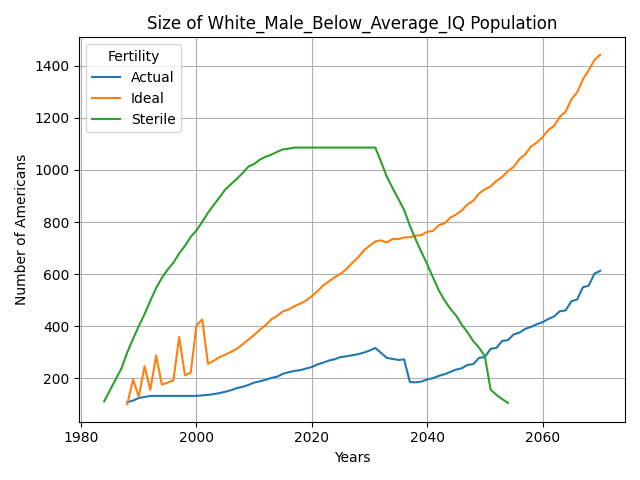 Size of White_Male_Below_Average_IQ Population
Fertility
Actual
Ideal
Sterile
Number of Americans
1400
1200
1000
800
600
400
200
1980
2000
2020
2040
2060
Years